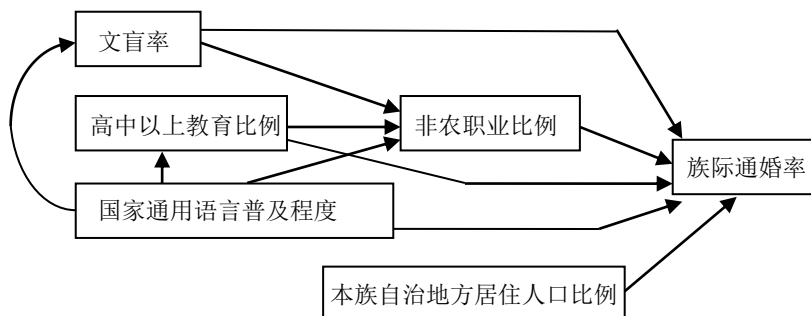 文盲率
高中以上教育比例
非农职业比例
族际通婚率
国家通用语言普及程度
本族自治地方居住人口比例